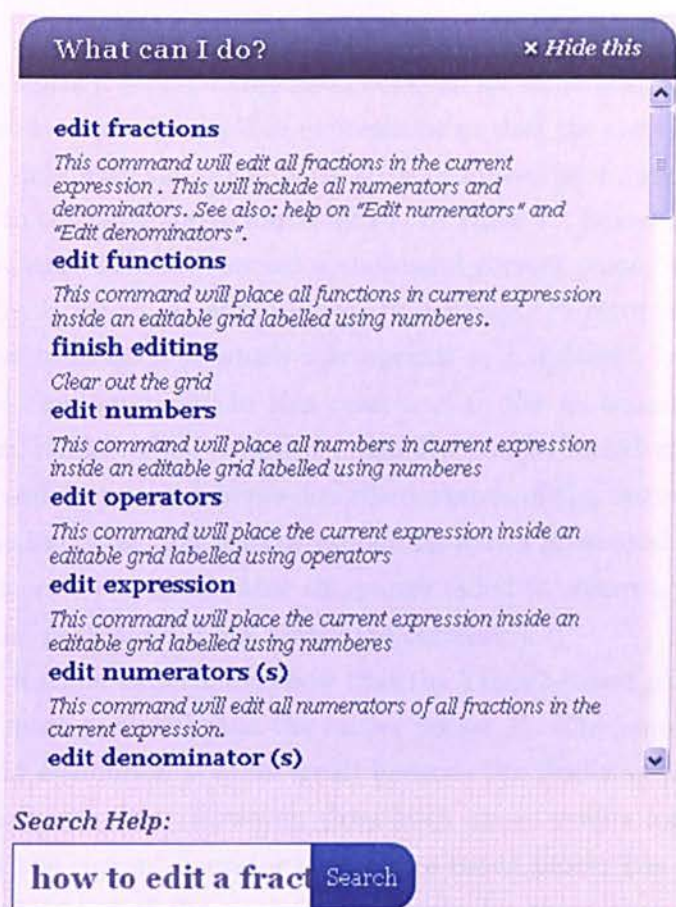 What can I do?
× Hide this
edit fractions
This command will edit all fractions in the current
expression . This will include all numerators and
denominators. See also: help on "Edit numerators" and
"Edit denominators".
edit functions
This command will place all functions in current expression
inside an editable grid labelled using numberes.
finish editing
Clear out the grid
edit numbers
This command will place all numbers in current expression
inside an editable grid labelled using numberes
edit operators
This command will place the current expression inside an
editable grid labelled using operators
edit expression
This command will place the current expression inside an
editable grid labelled using numberes
edit numerators (s)
This command will edit all numerators of all fractions in the
current expression.
edit denominator (s)
Search Help:
how to edit a fract
Search